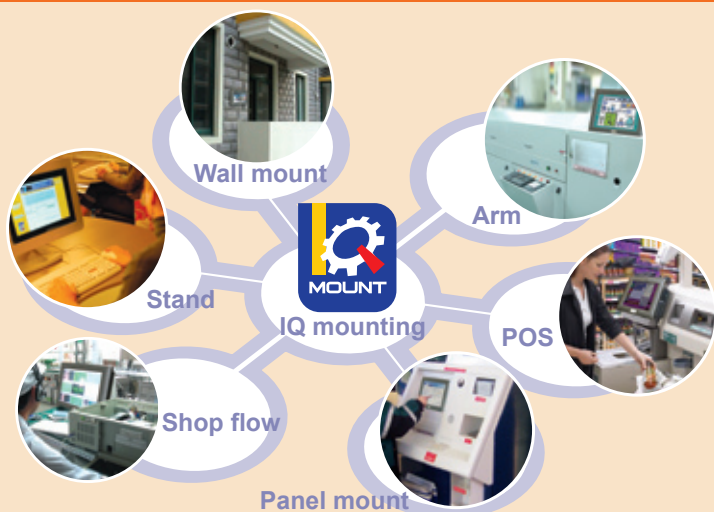 Wall mount
Arm
Stand
MOUNT
IQ mounting
POS
Shop flow
Panel mount